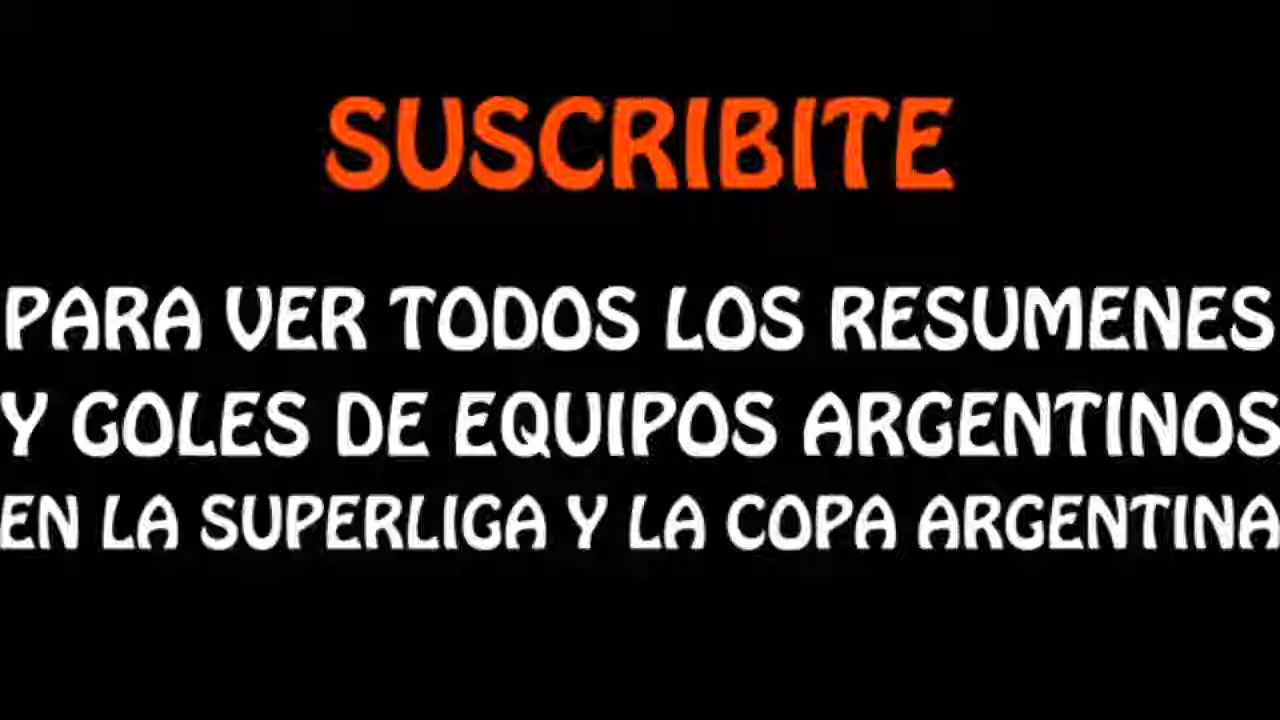 SUSCRIBITE
PARA VER TODOS LOS RESUMENES
Y GOLES DE EQUIPOS ARGENTINOS
EN LA SUPERLIGA Y LA COPA ARGENTINA